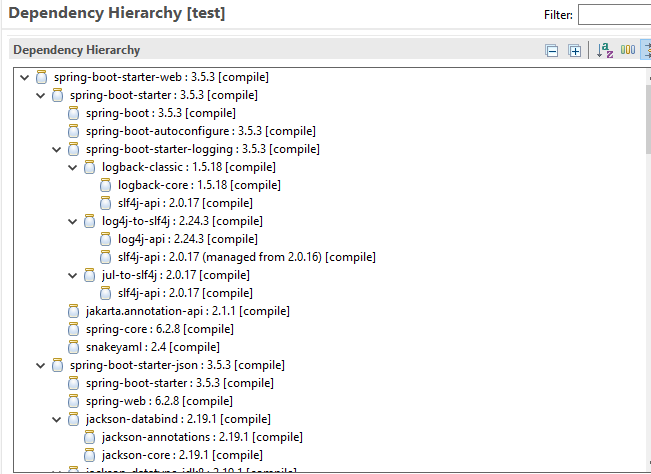 Dependency Hierarchy [test]
Filter:
Dependency Hierarchy
spring-boot-starter-web : 3.5.3 [compile]
spring-boot-starter : 3.5.3 [compile]
spring-boot : 3.5.3 [compile]
spring-boot-autoconfigure : 3.5.3 [compile]
spring-boot-starter-logging : 3.5.3 [compile]
logback-classic : 1.5.18 [compile]
logback-core : 1.5.18 [compile]
slf4j-api : 2.0.17 [compile]
log4j-to-slf4j : 2.24.3 [compile]
log4j-api : 2.24.3 [compile]
slf4j-api : 2.0.17 (managed from 2.0.16) [compile]
jul-to-slf4j : 2.0.17 [compile]
slf4j-api : 2.0.17 [compile]
jakarta.annotation-api : 2.1.1 [compile]
spring-core : 6.2.8 [compile]
snakeyaml : 2.4 [compile]
spring-boot-starter-json : 3.5.3 [compile]
spring-boot-starter : 3.5.3 [compile]
spring-web : 6.2.8 [compile]
jackson-databind : 2.19.1 [compile]
jackson-annotations : 2.19.1 [compile]
jackson-core : 2.19.1 [compile]
jackson-datatype-jdk8 : 2.19.1 [compile]